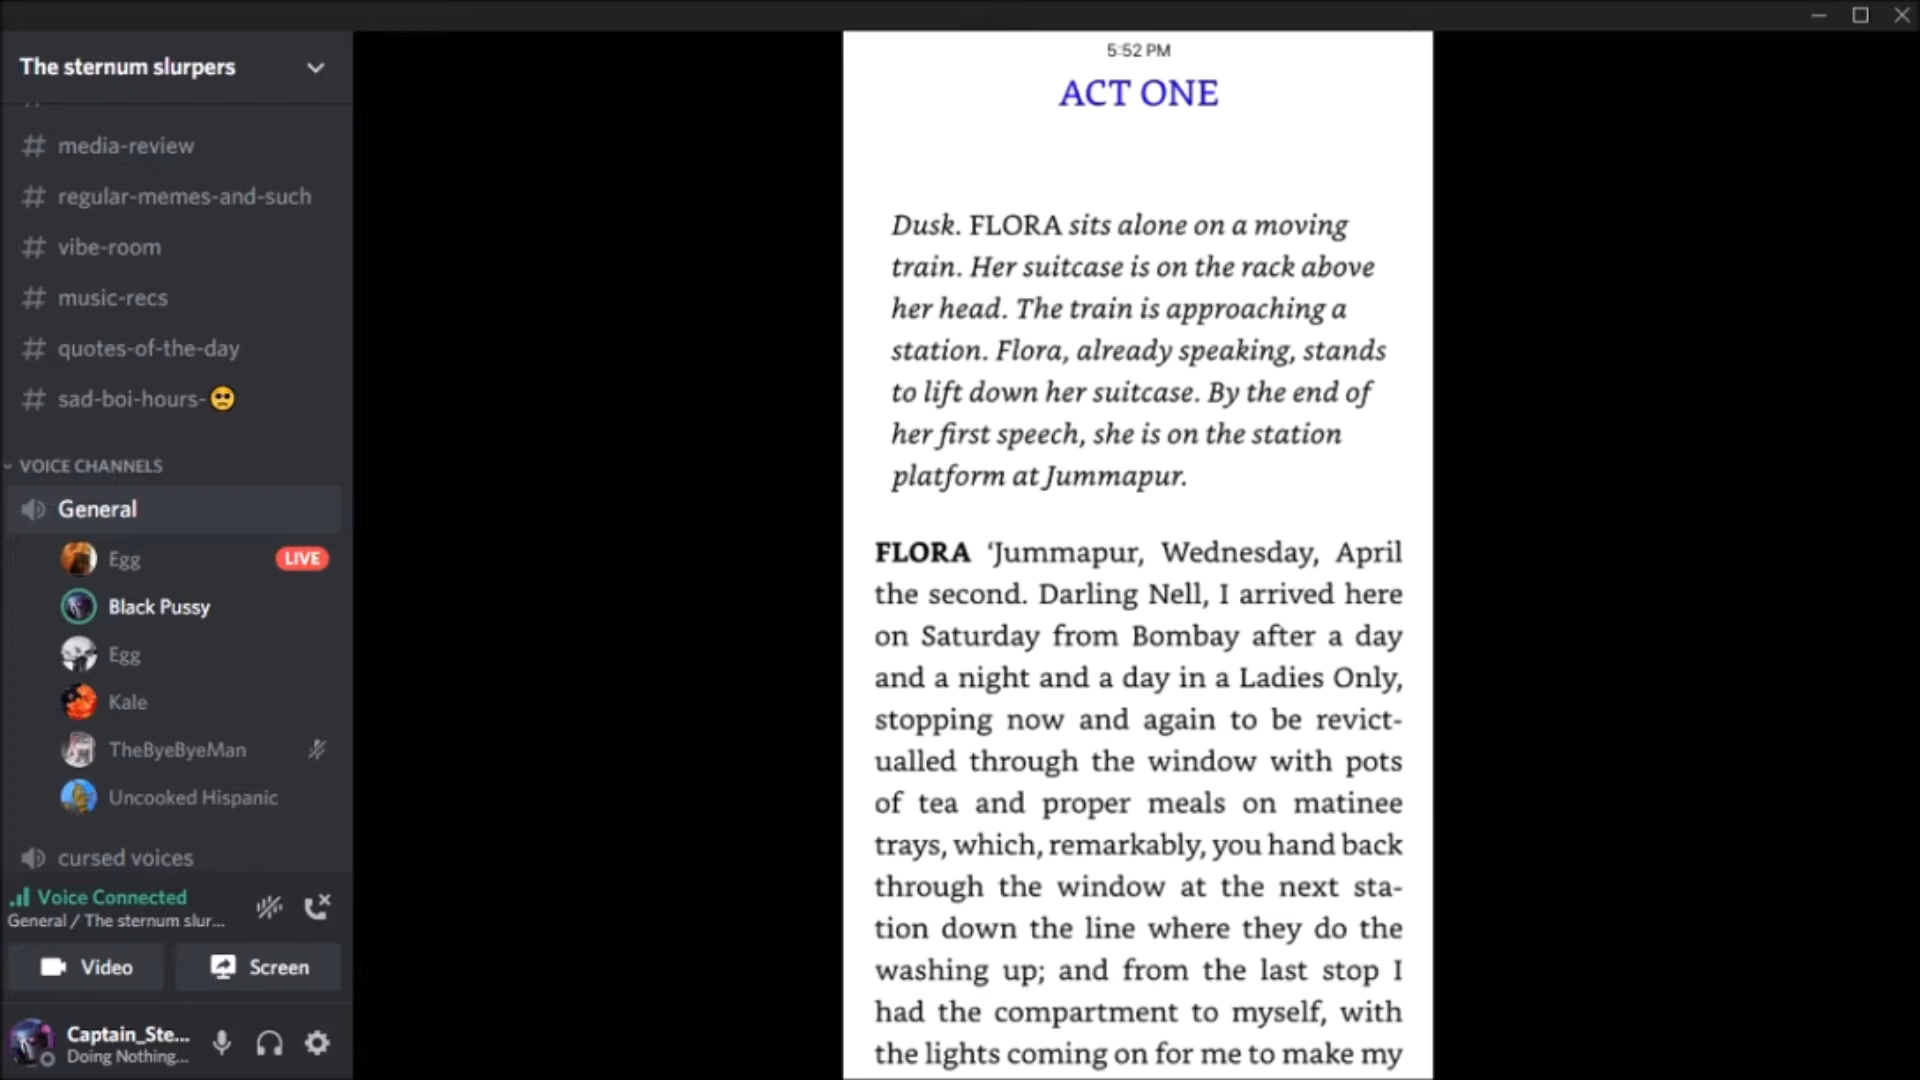 The sternum slurpers
# media-review
# regular-memes-and-such
# vibe-room
# music-recs
# quotes-of-the-day
# sad-boi-hours-🥺
VOICE CHANNELS
General
Egg LIVE
Black Pussy
Egg
Kale
TheByeByeMan
Uncooked Hispanic
cursed voices
Voice Connected
General / The sternum slur...
Video Screen
Captain_Ste...
Doing Nothing...
5:52 PM
ACT ONE
Dusk. FLORA sits alone on a moving
train. Her suitcase is on the rack above
her head. The train is approaching a
station. Flora, already speaking, stands
to lift down her suitcase. By the end of
her first speech, she is on the station
platform at Jummapur.
FLORA ‘Jummapur, Wednesday, April
the second. Darling Nell, I arrived here
on Saturday from Bombay after a day
and a night and a day in a Ladies Only,
stopping now and again to be revict-
ualled through the window with pots
of tea and proper meals on matinee
trays, which, remarkably, you hand back
through the window at the next sta-
tion down the line where they do the
washing up; and from the last stop I
had the compartment to myself, with
the lights coming on for me to make my